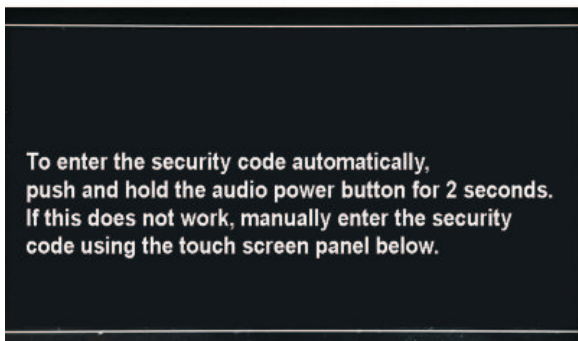 To enter the security code automatically,
push and hold the audio power button for 2 seconds.
If this does not work, manually enter the security
code using the touch screen panel below.